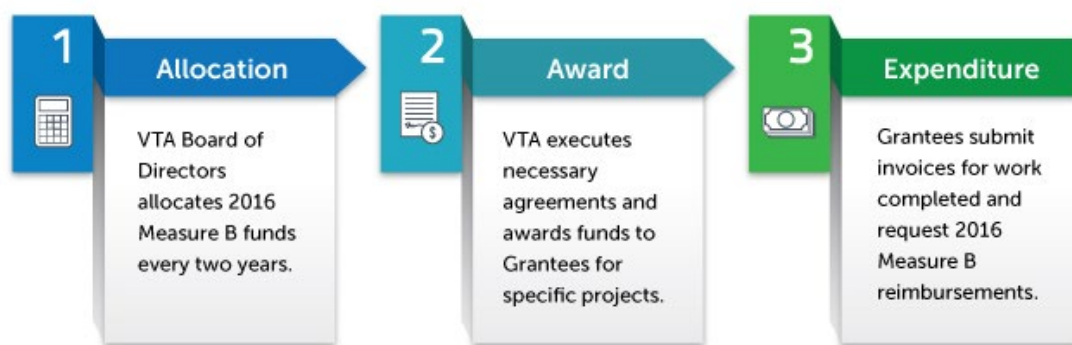 1
Allocation
VTA Board of
Directors
allocates 2016
Measure B funds
every two years.
2
Award
VTA executes
necessary
agreements and
awards funds to
Grantees for
specific projects.
3
Expenditure
Grantees submit
invoices for work
completed and
request 2016
Measure B
reimbursements.